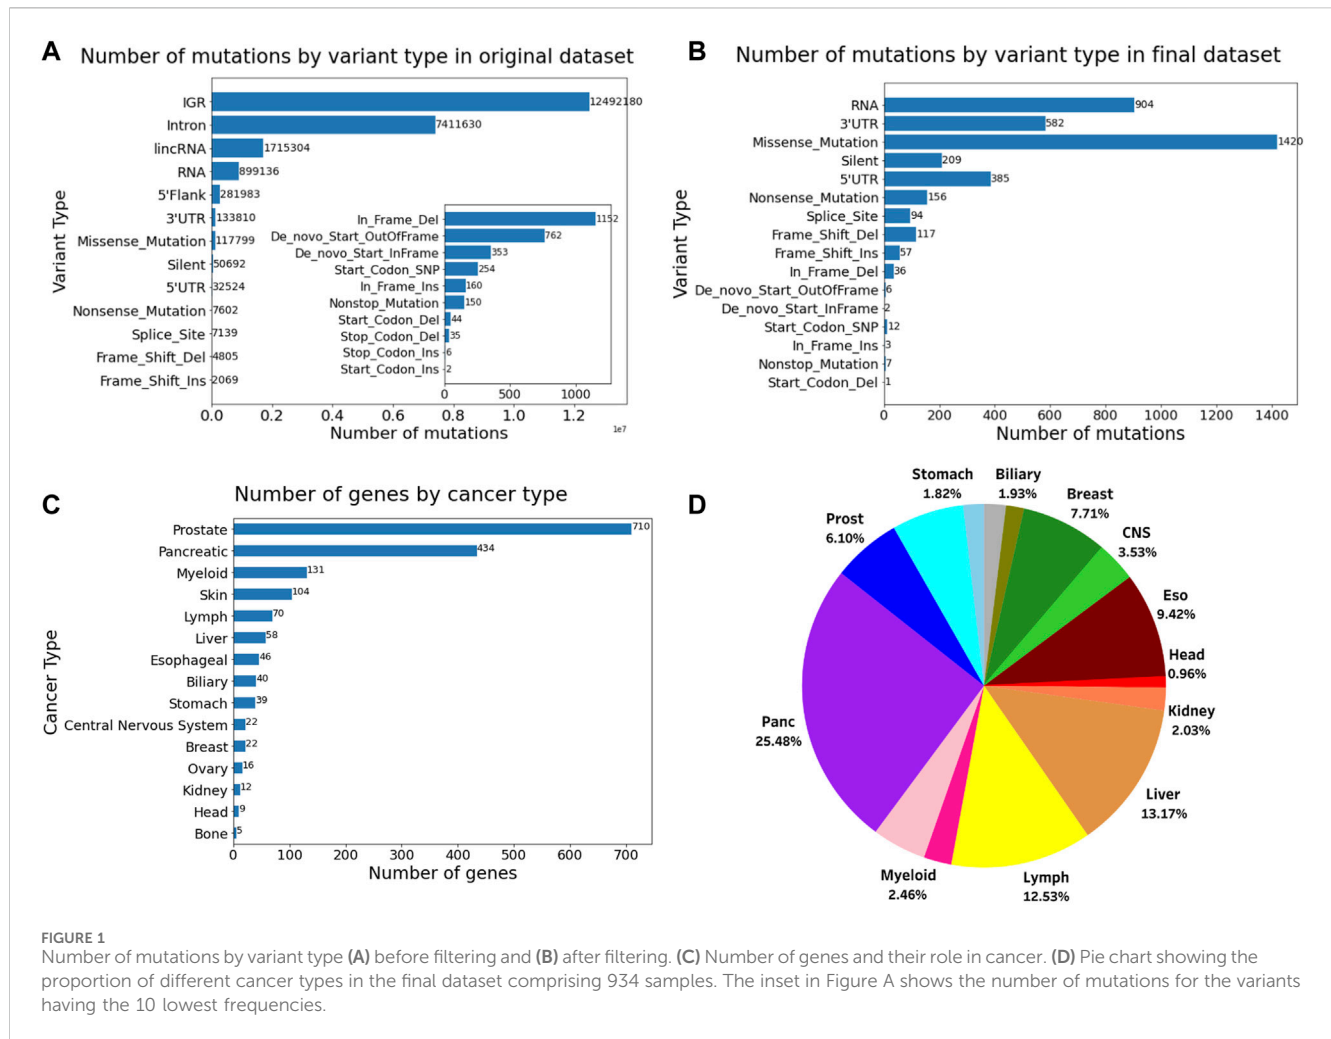 A
Number of mutations by variant type in original dataset
Variant Type
IGR 12492180
Intron 7411630
lincRNA 1715304
RNA 899136
5'Flank 281983
3'UTR 133810
Missense_Mutation 117799
Silent 50692
5'UTR 32524
Nonsense_Mutation 7602
Splice_Site 7139
Frame_Shift_Del 4805
Frame_Shift_Ins 2069
0.0 0.2 0.4 0.6 0.8 1.0 1.2
1e7
Number of mutations
In_Frame_Del 1152
De_novo_Start_OutOfFrame 762
De_novo_Start_InFrame 353
Start_Codon_SNP 254
In_Frame_Ins 160
Nonstop_Mutation 150
Start_Codon_Del 44
Stop_Codon_Del 35
Stop_Codon_Ins 6
Start_Codon_Ins 2
0 500 1000
B
Number of mutations by variant type in final dataset
Variant Type
RNA 904
3'UTR 582
Missense_Mutation 1420
Silent 209
5'UTR 385
Nonsense_Mutation 156
Splice_Site 94
Frame_Shift_Del 117
Frame_Shift_Ins 57
In_Frame_Del 36
De_novo_Start_OutOfFrame 6
De_novo_Start_InFrame 2
Start_Codon_SNP 12
In_Frame_Ins 3
Nonstop_Mutation 7
Start_Codon_Del 1
0 200 400 600 800 1000 1200 1400
Number of mutations
C
Number of genes by cancer type
Cancer Type
Prostate 710
Pancreatic 434
Myeloid 131
Skin 104
Lymph 70
Liver 58
Esophageal 46
Biliary 40
Stomach 39
Central Nervous System 22
Breast 22
Ovary 16
Kidney 12
Head 9
Bone 5
0 100 200 300 400 500 600 700
Number of genes
D
Stomach
1.82%
Biliary
1.93%
Breast
7.71%
CNS
3.53%
Eso
9.42%
Head
0.96%
Kidney
2.03%
Liver
13.17%
Lymph
12.53%
Myeloid
2.46%
Panc
25.48%
Prost
6.10%
FIGURE 1
Number of mutations by variant type (A) before filtering and (B) after filtering. (C) Number of genes and their role in cancer. (D) Pie chart showing the
proportion of different cancer types in the final dataset comprising 934 samples. The inset in Figure A shows the number of mutations for the variants
having the 10 lowest frequencies.